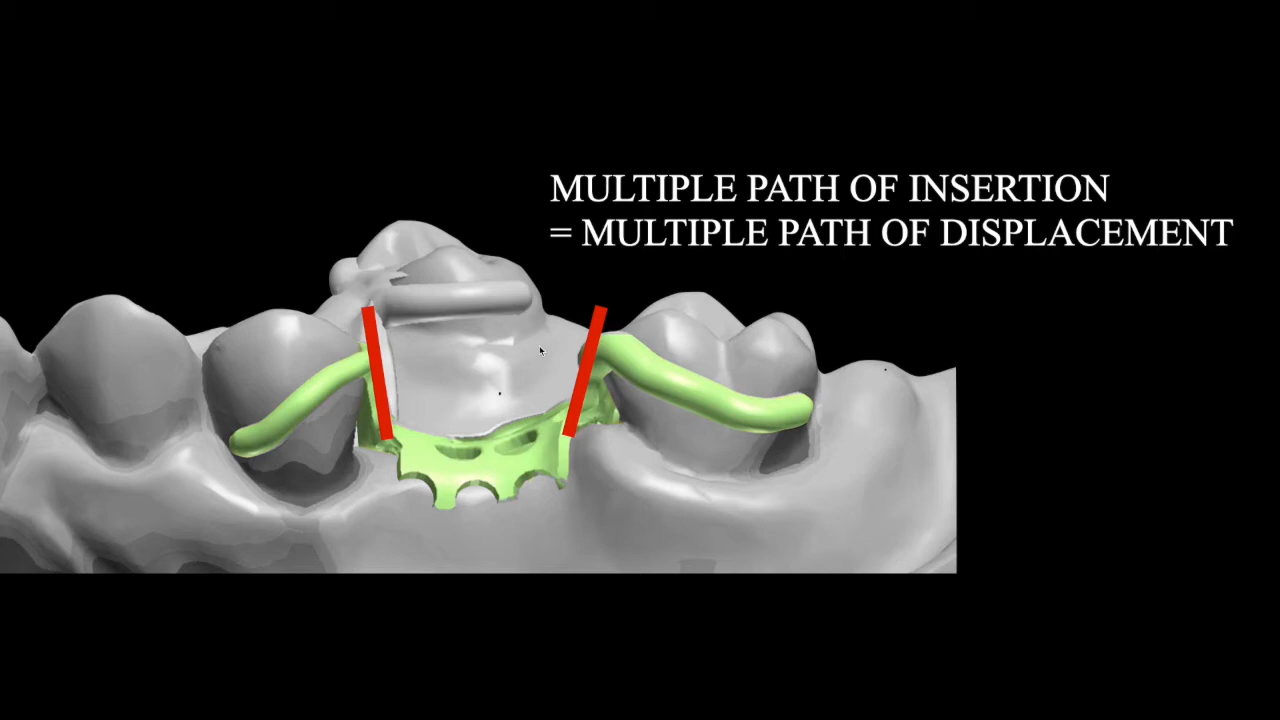 MULTIPLE PATH OF INSERTION
= MULTIPLE PATH OF DISPLACEMENT